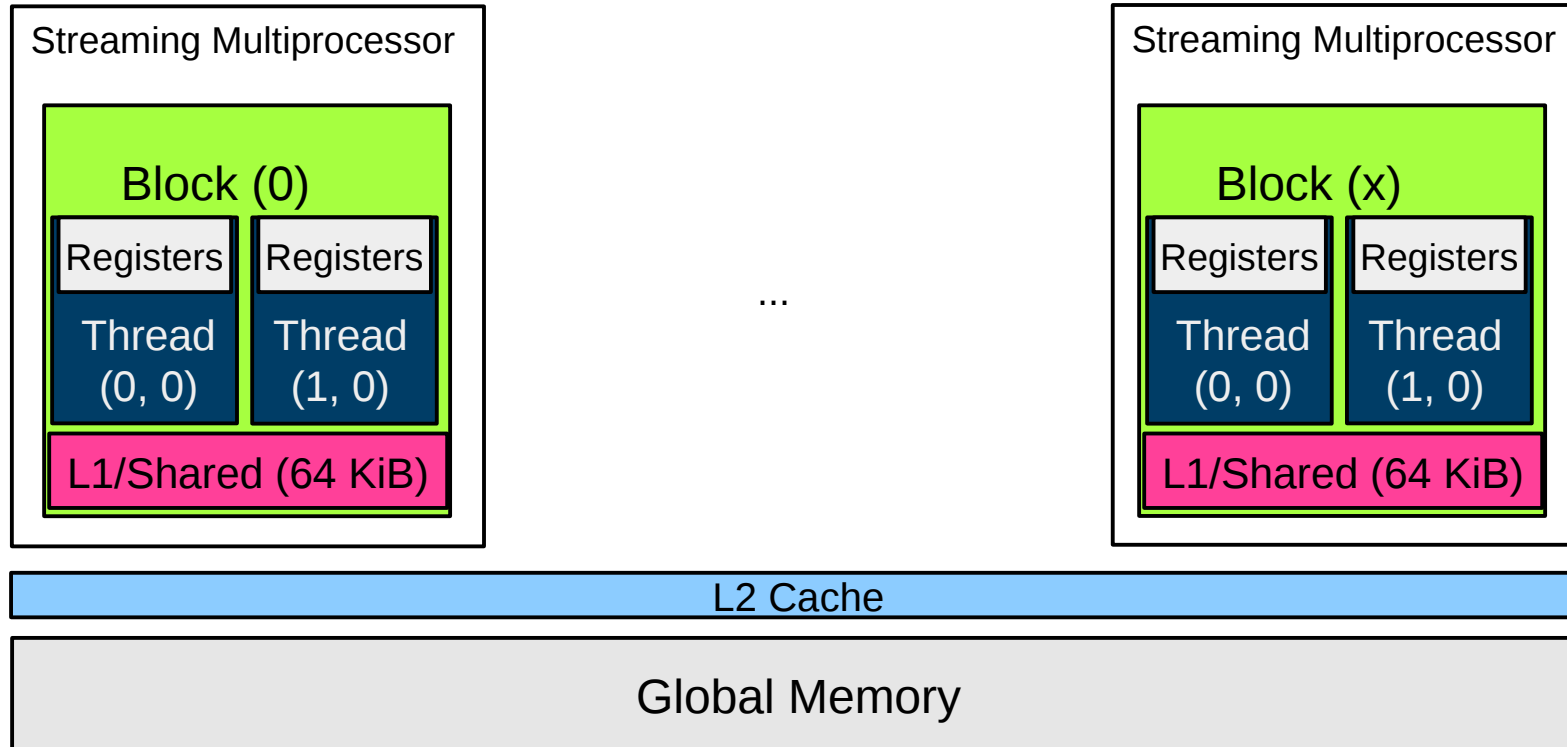 Streaming Multiprocessor
Block (0)
Registers
Registers
Thread
(0, 0)
Thread
(1, 0)
L1/Shared (64 KiB)
...
Streaming Multiprocessor
Block (x)
Registers
Registers
Thread
(0, 0)
Thread
(1, 0)
L1/Shared (64 KiB)
L2 Cache
Global Memory